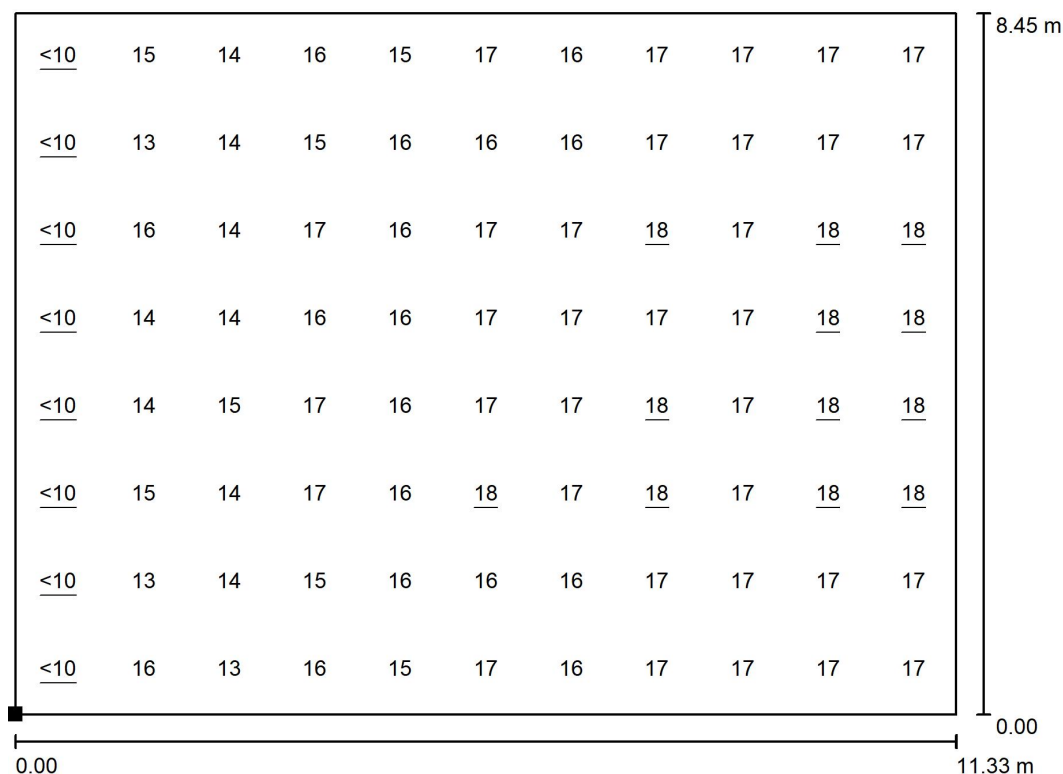 8.45 m
<10 15 14 16 15 17 16 17 17 17 17
<10 13 14 15 16 16 16 17 17 17 17
<10 16 14 17 16 17 17 18 17 18 18
<10 14 14 16 16 17 17 17 17 18 18
<10 14 15 17 16 17 17 18 17 18 18
<10 15 14 17 16 18 17 18 17 18 18
<10 13 14 15 16 16 16 17 17 17 17
<10 16 13 16 15 17 16 17 17 17 17
0.00
0.00 11.33 m